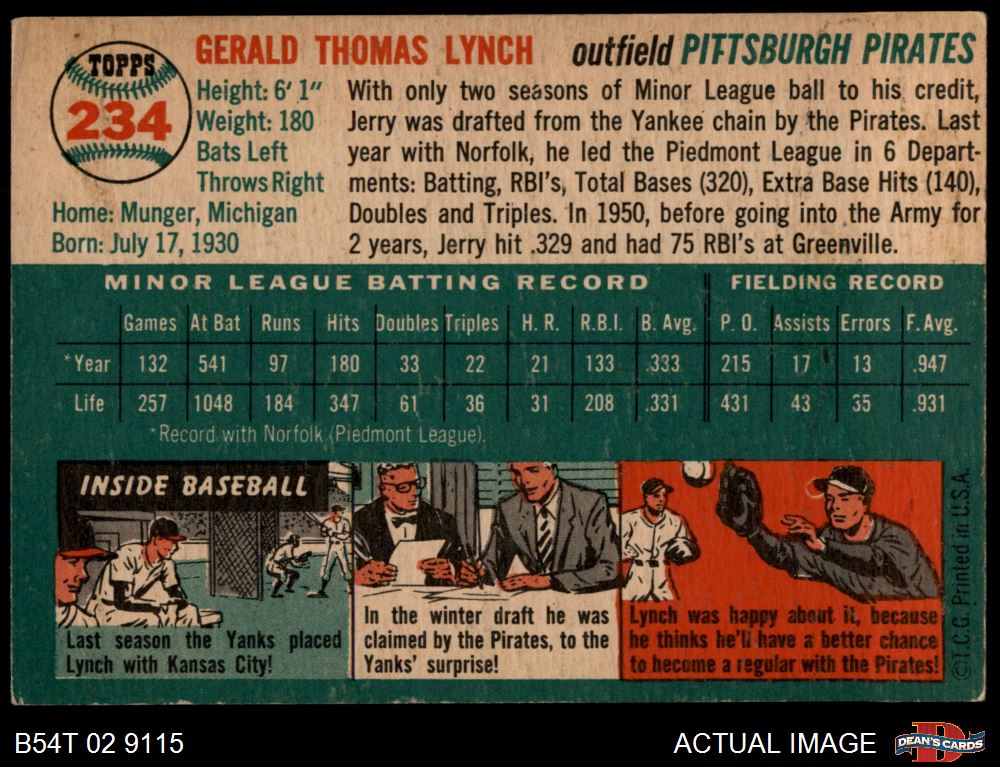 TOPPS
234
GERALD THOMAS LYNCH outfield PITTSBURGH PIRATES
Height: 6' 1"
Weight: 180
Bats Left
Throws Right
Home: Munger, Michigan
Born: July 17, 1930
With only two seasons of Minor League ball to his credit,
Jerry was drafted from the Yankee chain by the Pirates. Last
year with Norfolk, he led the Piedmont League in 6 Depart-
ments: Batting, RBI's, Total Bases (320), Extra Base Hits (140),
Doubles and Triples. In 1950, before going into the Army for
2 years, Jerry hit .329 and had 75 RBI's at Greenville.
MINOR LEAGUE BATTING RECORD FIELDING RECORD
Games At Bat Runs Hits Doubles Triples H. R. R.B.I. B. Avg. P. O. Assists Errors F. Avg.
*Year 132 541 97 180 33 22 21 133 .333 215 17 13 .947
Life 257 1048 184 347 61 36 31 208 .331 431 43 35 .931
*Record with Norfolk (Piedmont League).
INSIDE BASEBALL
Last season the Yanks placed
Lynch with Kansas City!
In the winter draft he was
claimed by the Pirates, to the
Yanks' surprise!
Lynch was happy about it, because
he thinks he'll have a better chance
to become a regular with the Pirates!
©T.C.G. Printed in U.S.A.
B54T 02 9115
ACTUAL IMAGE
D
DEAN'S CARDS